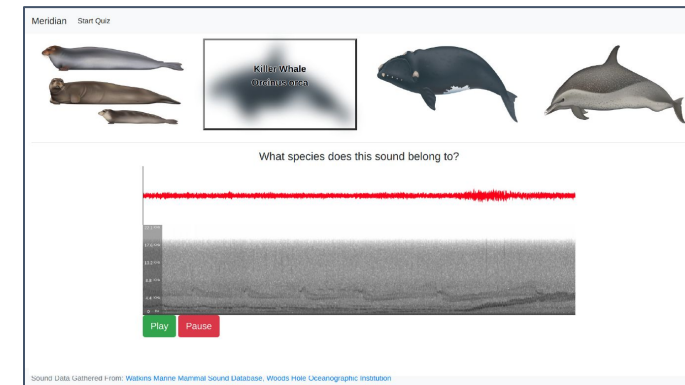 Meridian Start Quiz
Killer Whale
Orcinus orca
What species does this sound belong to?
Play Pause
Sound Data Gathered From: Watkins Marine Mammal Sound Database, Woods Hole Oceanographic Institution